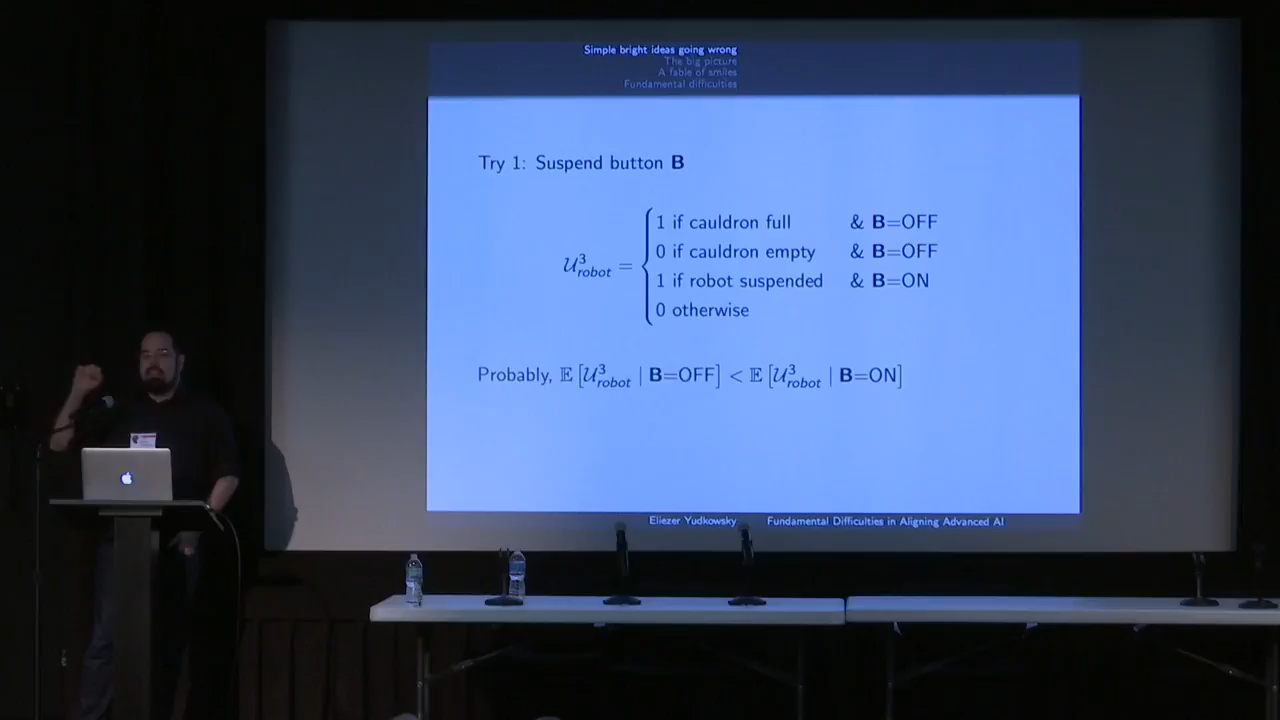 Simple bright ideas going wrong
The big picture
A fable of smiles
Fundamental difficulties
Try 1: Suspend button B
𝒰³robot = { 1 if cauldron full & B=OFF
0 if cauldron empty & B=OFF
1 if robot suspended & B=ON
0 otherwise
Probably, 𝔼 [𝒰³robot | B=OFF] < 𝔼 [𝒰³robot | B=ON]
Eliezer Yudkowsky Fundamental Difficulties in Aligning Advanced AI